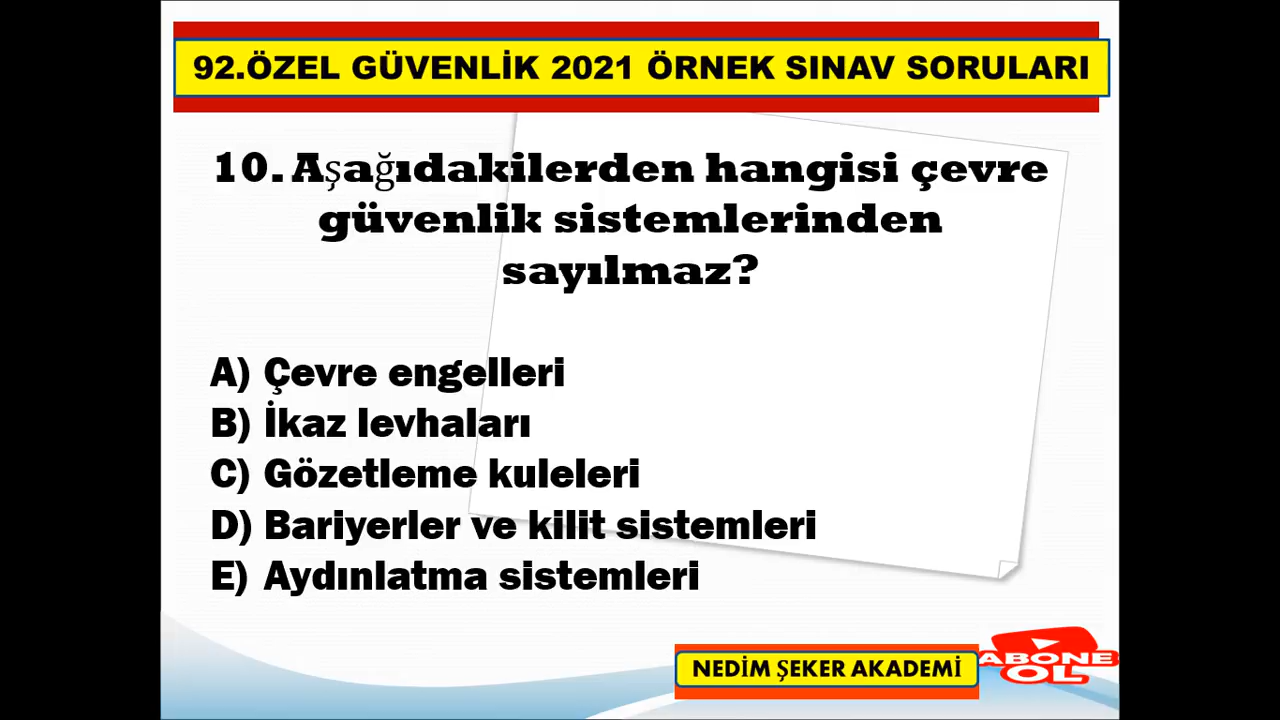 92.ÖZEL GÜVENLİK 2021 ÖRNEK SINAV SORULARI
10. Aşağıdakilerden hangisi çevre
güvenlik sistemlerinden
sayılmaz?
A) Çevre engelleri
B) İkaz levhaları
C) Gözetleme kuleleri
D) Bariyerler ve kilit sistemleri
E) Aydınlatma sistemleri
NEDİM ŞEKER AKADEMİ
ABONE
OL